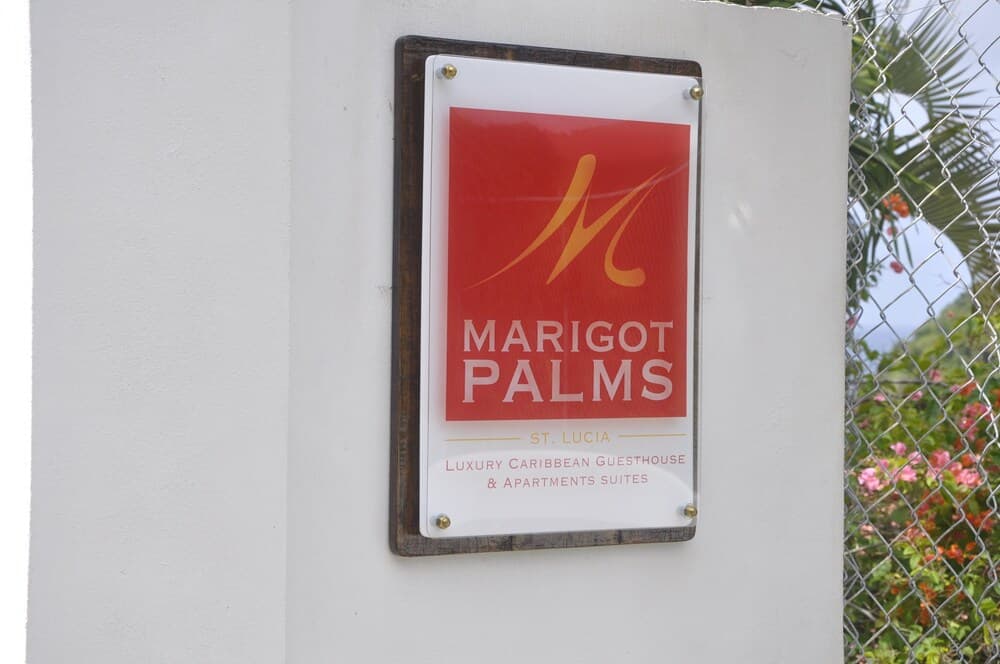 M
MARIGOT
PALMS
ST. LUCIA
LUXURY CARIBBEAN GUESTHOUSE
& APARTMENTS SUITES